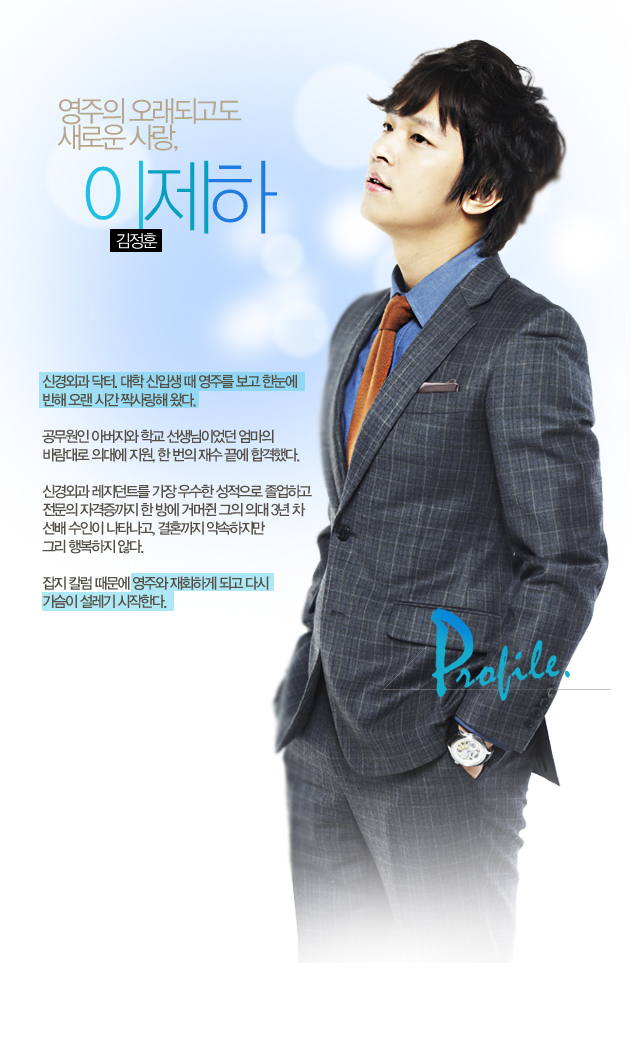 영주의 오래되고도
새로운 사랑,
이제하
김정훈
신경외과 닥터. 대학 신입생 때 영주를 보고 한눈에
반해 오랜 시간 짝사랑해 왔다.
공무원인 아버지와 학교 선생님이었던 엄마의
바람대로 의대에 지원, 한 번의 재수 끝에 합격했다.
신경외과 레지던트를 가장 우수한 성적으로 졸업하고
전문의 자격증까지 한 방에 거머쥔 그의 의대 3년 차
선배 수인이 나타나고, 결혼까지 약속하지만
그리 행복하지 않다.
잡지 칼럼 때문에 영주와 재회하게 되고 다시
가슴이 설레기 시작한다.
Profile.